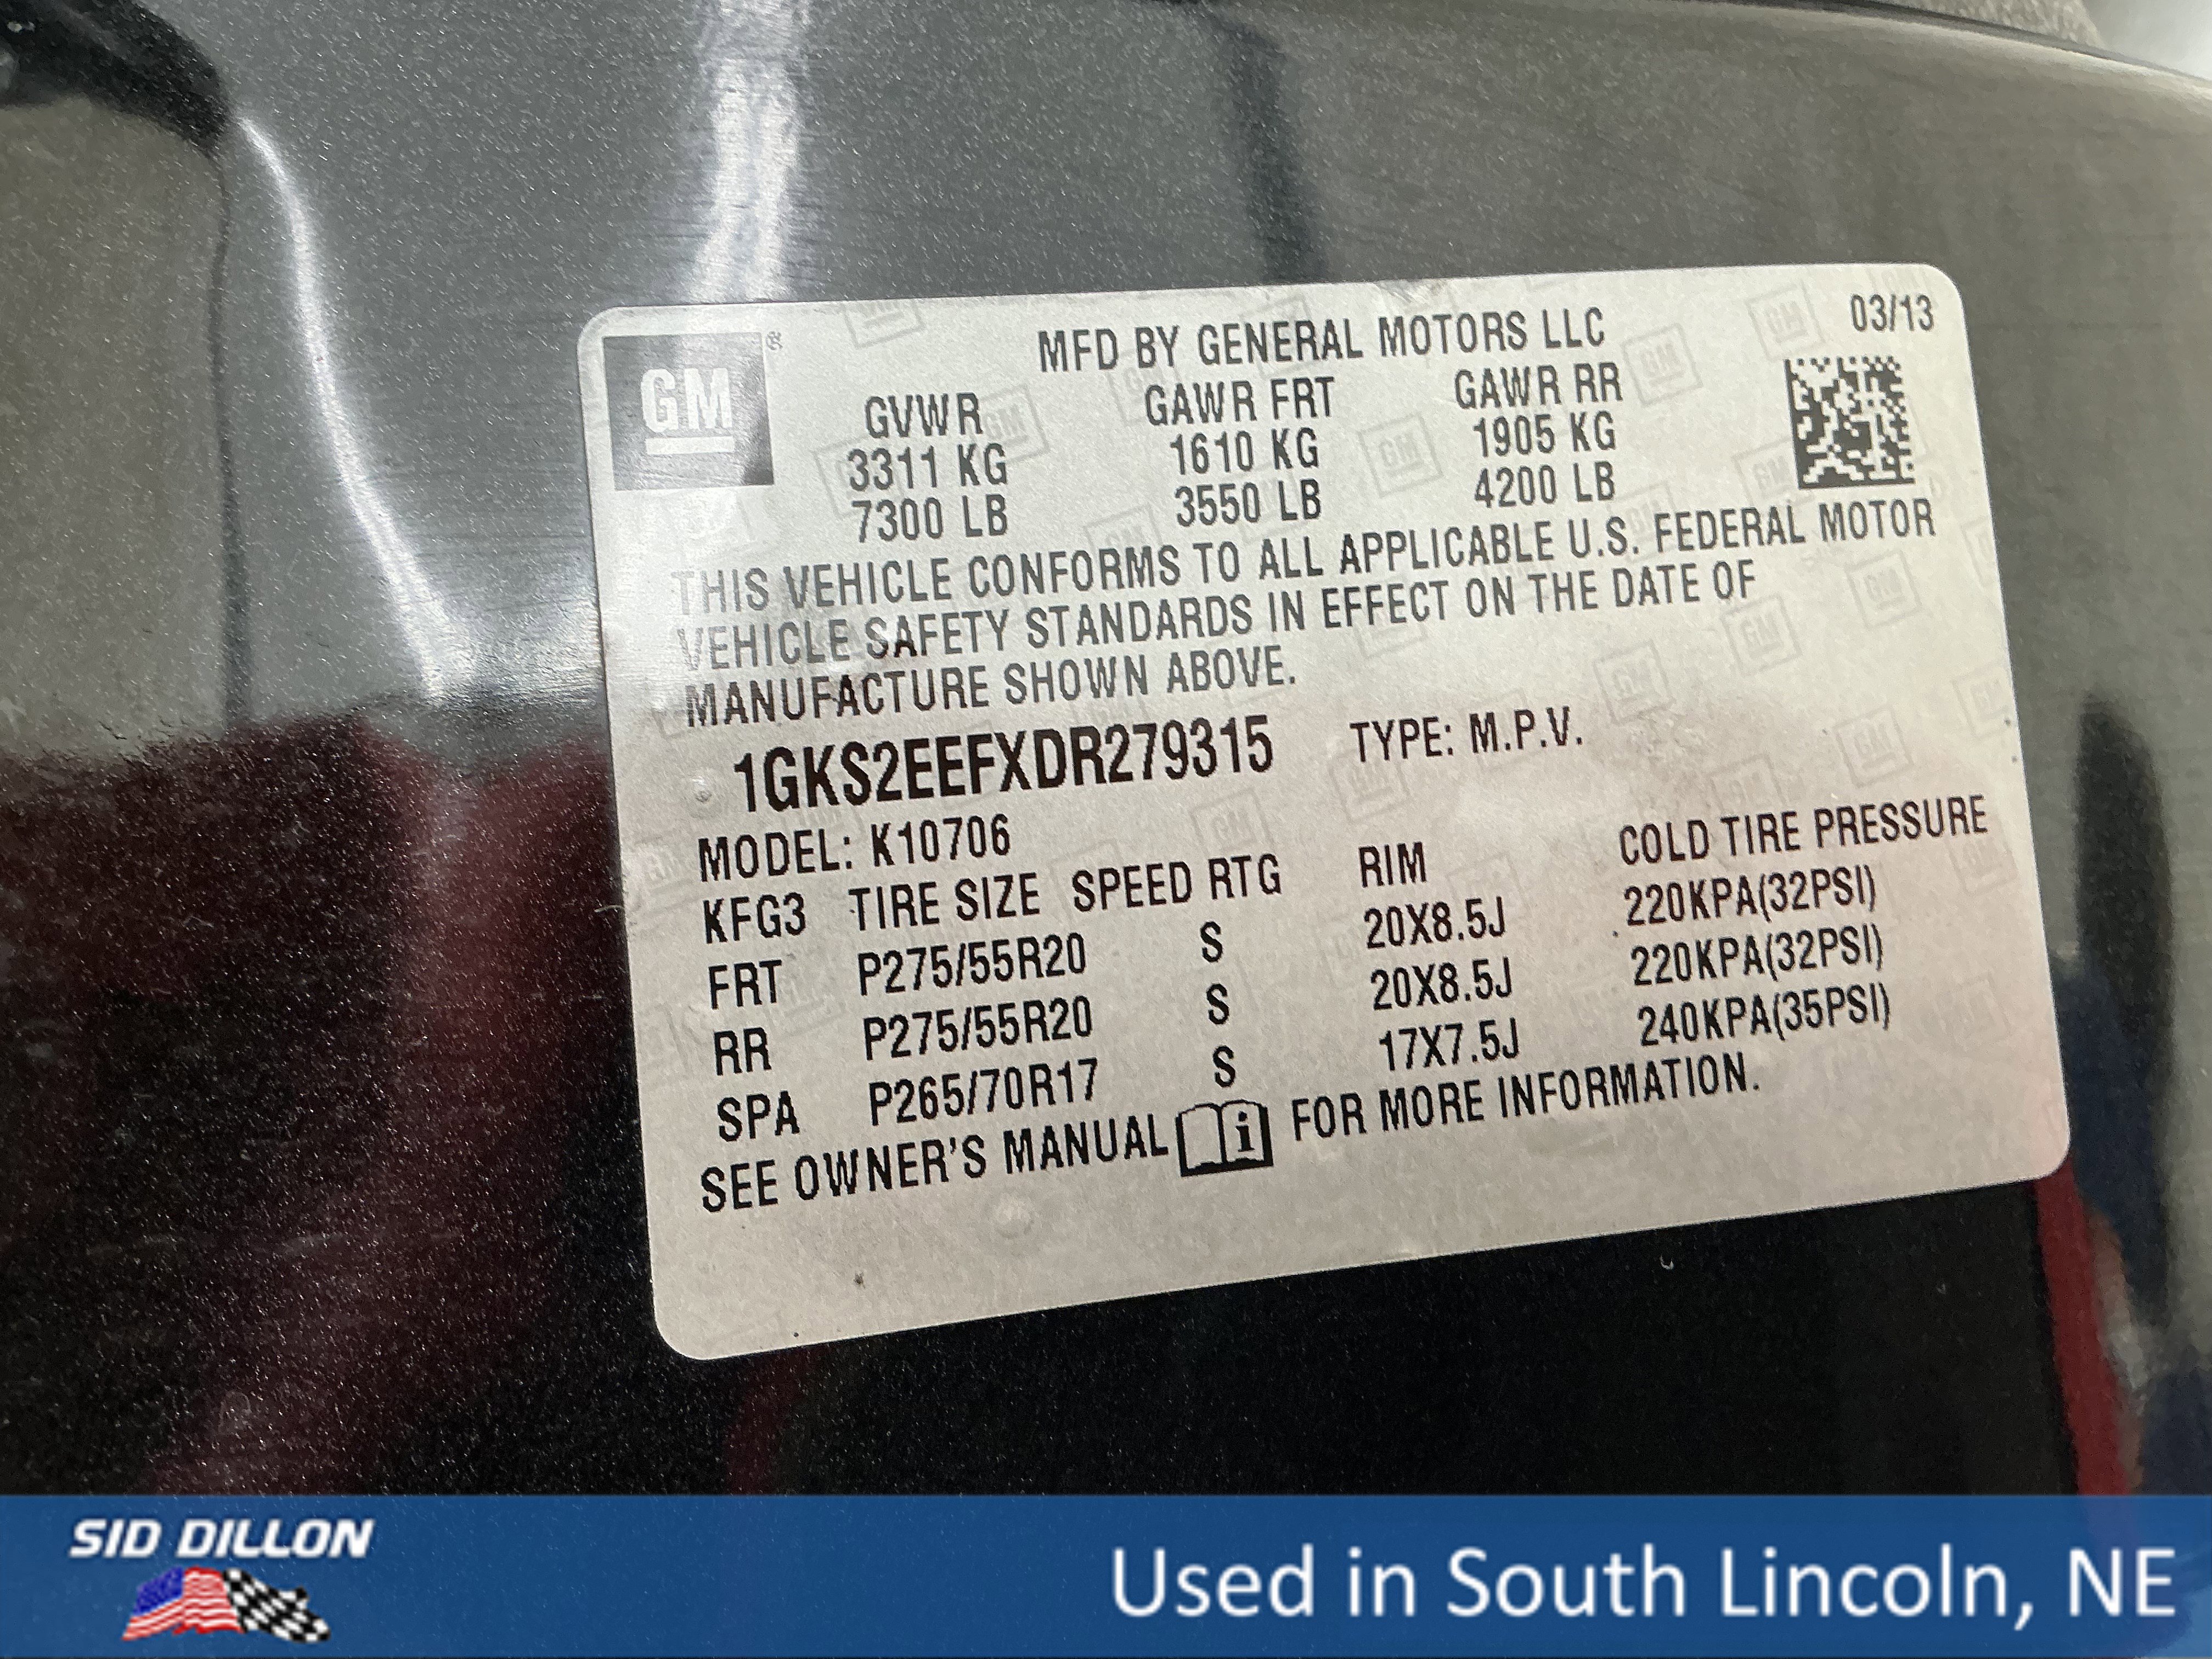 GM®
MFD BY GENERAL MOTORS LLC 03/13
GVWR GAWR FRT GAWR RR
3311 KG 1610 KG 1905 KG
7300 LB 3550 LB 4200 LB
THIS VEHICLE CONFORMS TO ALL APPLICABLE U.S. FEDERAL MOTOR
VEHICLE SAFETY STANDARDS IN EFFECT ON THE DATE OF
MANUFACTURE SHOWN ABOVE.
1GKS2EEFXDR279315 TYPE: M.P.V.
MODEL: K10706
KFG3 TIRE SIZE SPEED RTG RIM COLD TIRE PRESSURE
FRT P275/55R20 S 20X8.5J 220KPA(32PSI)
RR P275/55R20 S 20X8.5J 220KPA(32PSI)
SPA P265/70R17 S 17X7.5J 240KPA(35PSI)
SEE OWNER'S MANUAL i FOR MORE INFORMATION.
SID DILLON
Used in South Lincoln, NE